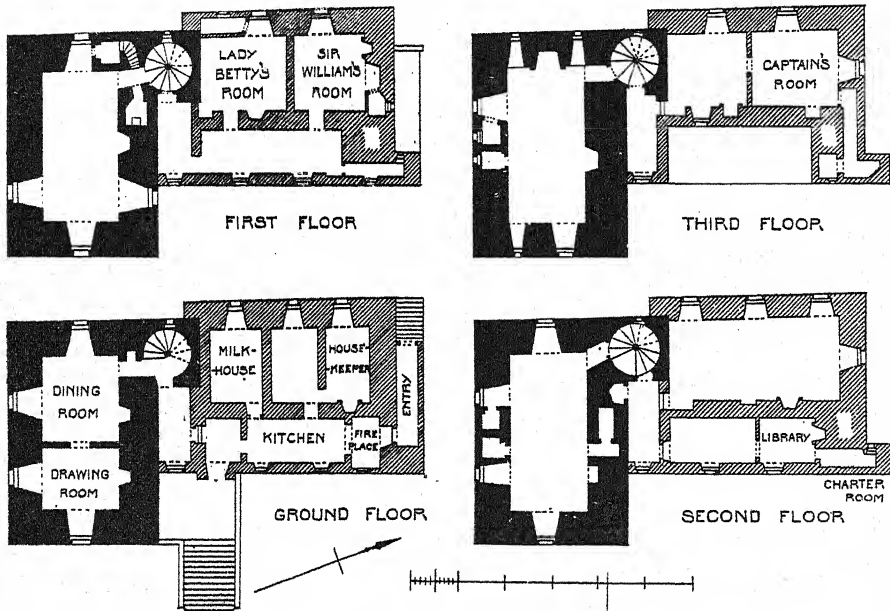 LADY
BETTY'S
ROOM
SIR
WILLIAM'S
ROOM
FIRST FLOOR
CAPTAIN'S
ROOM
THIRD FLOOR
MILK-
HOUSE
HOUSE-
KEEPER
ENTRY
DINING
ROOM
KITCHEN
FIRE
PLACE
DRAWING
ROOM
GROUND FLOOR
LIBRARY
CHARTER
ROOM
SECOND FLOOR